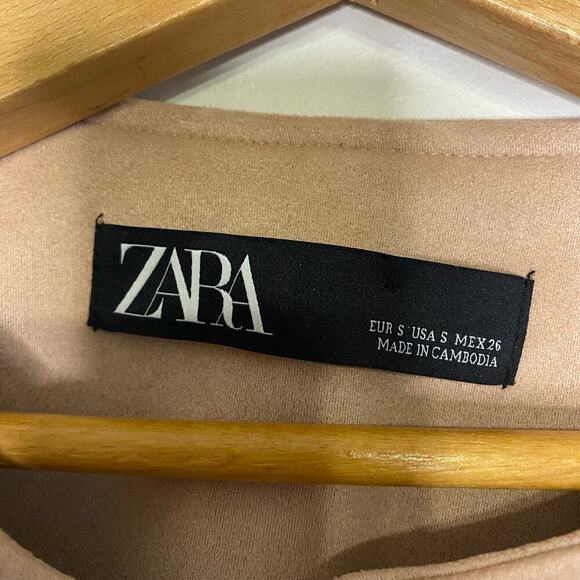 ZARA
EUR S USA S MEX 26
MADE IN CAMBODIA